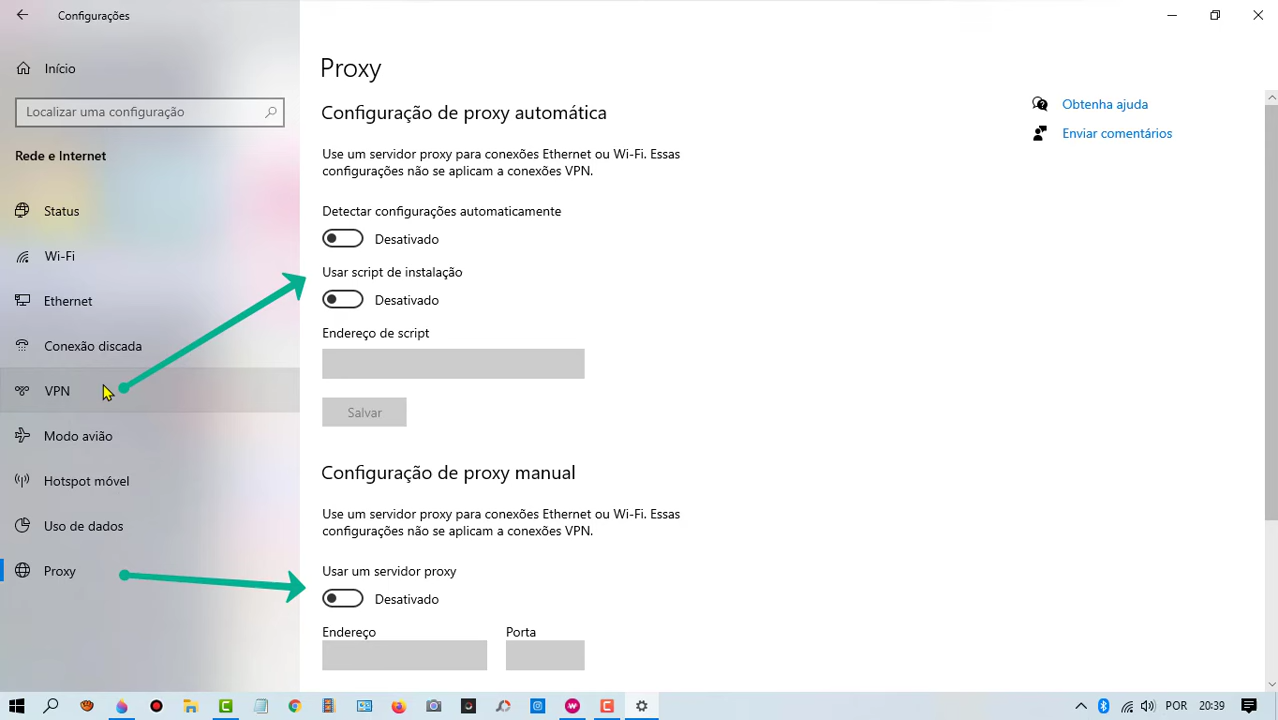 Configurações
Início
Localizar uma configuração
Rede e Internet
Status
Wi-Fi
Ethernet
Conexão discada
VPN
Modo avião
Hotspot móvel
Uso de dados
Proxy
Proxy
Configuração de proxy automática
Use um servidor proxy para conexões Ethernet ou Wi-Fi. Essas
configurações não se aplicam a conexões VPN.
Detectar configurações automaticamente
Desativado
Usar script de instalação
Desativado
Endereço de script
Salvar
Configuração de proxy manual
Use um servidor proxy para conexões Ethernet ou Wi-Fi. Essas
configurações não se aplicam a conexões VPN.
Usar um servidor proxy
Desativado
Endereço Porta
Obtenha ajuda
Enviar comentários
POR 20:39